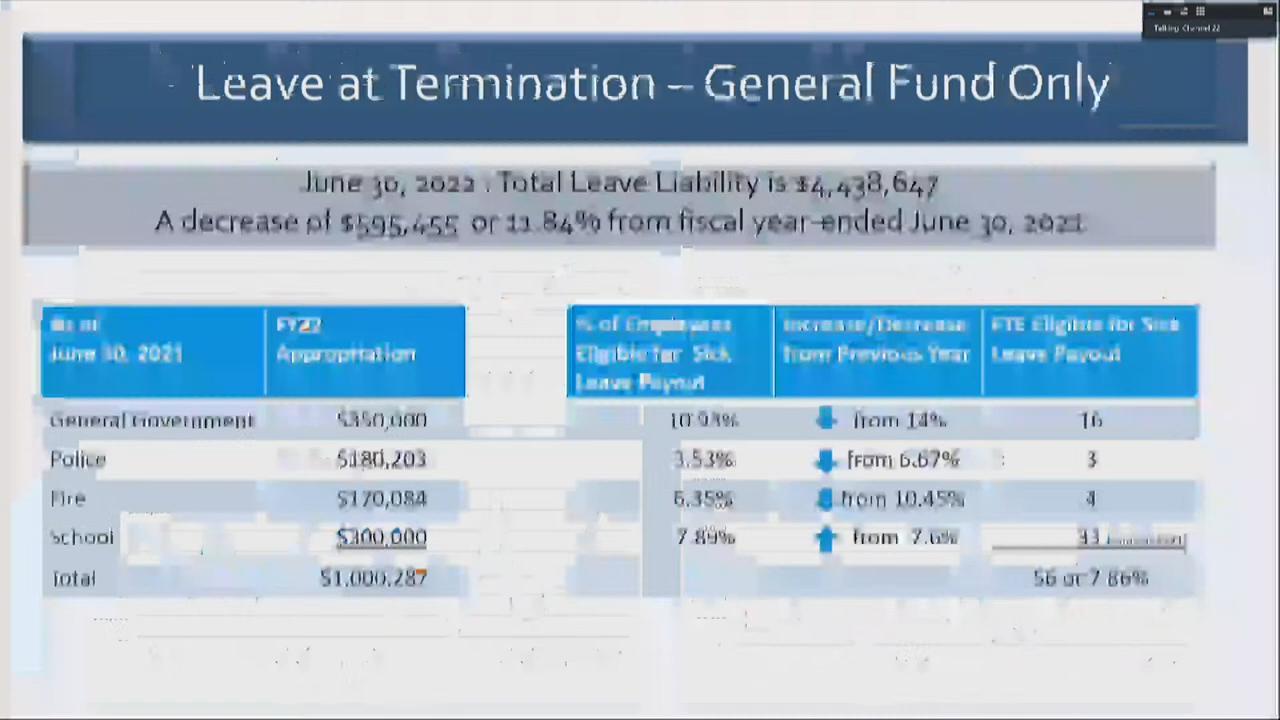 Talking: Channel 22
Leave at Termination – General Fund Only
June 30, 2022 : Total Leave Liability is $4,438,647
A decrease of $595,455 or 11.84% from fiscal year-ended June 30, 2021
As of
June 30, 2021
FY22
Appropriation
% of Employees
Eligible for Sick
Leave Payout
Increase/Decrease
from Previous Year
FTE Eligible for Sick
Leave Payout
General Government $350,000 10.93% from 14% 16
Police $180,203 3.53% from 6.67% 3
Fire $170,084 6.35% from 10.45% 4
School $300,000 7.89% from 7.6% 33
Total $1,000,287 56 or 7.86%